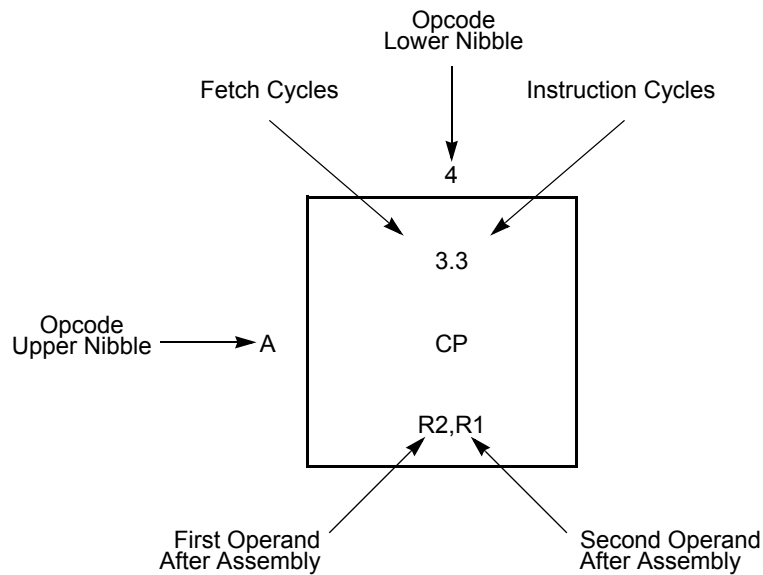 Opcode
Lower Nibble
Fetch Cycles
Instruction Cycles
4
3.3
Opcode
Upper Nibble
A
CP
R2,R1
First Operand
After Assembly
Second Operand
After Assembly